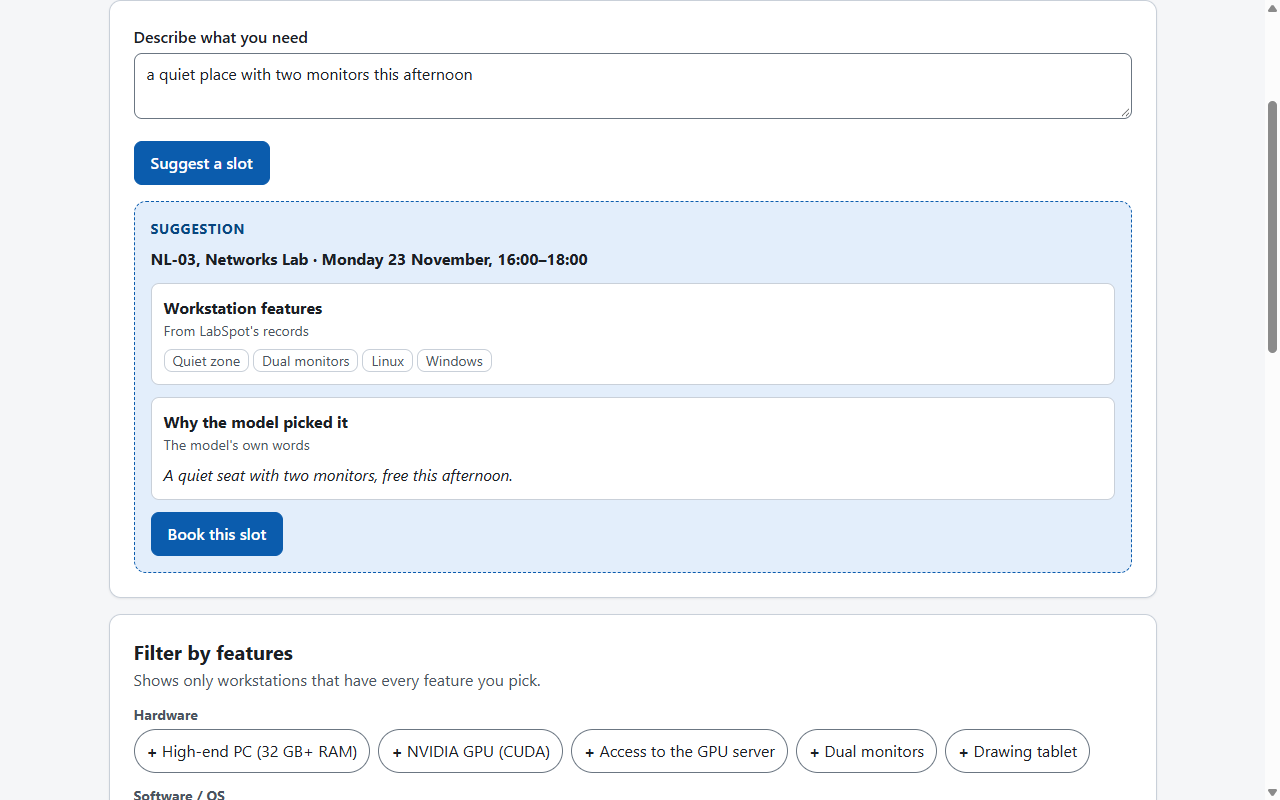 Describe what you need
a quiet place with two monitors this afternoon
Suggest a slot
SUGGESTION
NL-03, Networks Lab · Monday 23 November, 16:00–18:00
Workstation features
From LabSpot's records
Quiet zone Dual monitors Linux Windows
Why the model picked it
The model's own words
A quiet seat with two monitors, free this afternoon.
Book this slot
Filter by features
Shows only workstations that have every feature you pick.
Hardware
+ High-end PC (32 GB+ RAM) + NVIDIA GPU (CUDA) + Access to the GPU server + Dual monitors + Drawing tablet
Software / OS